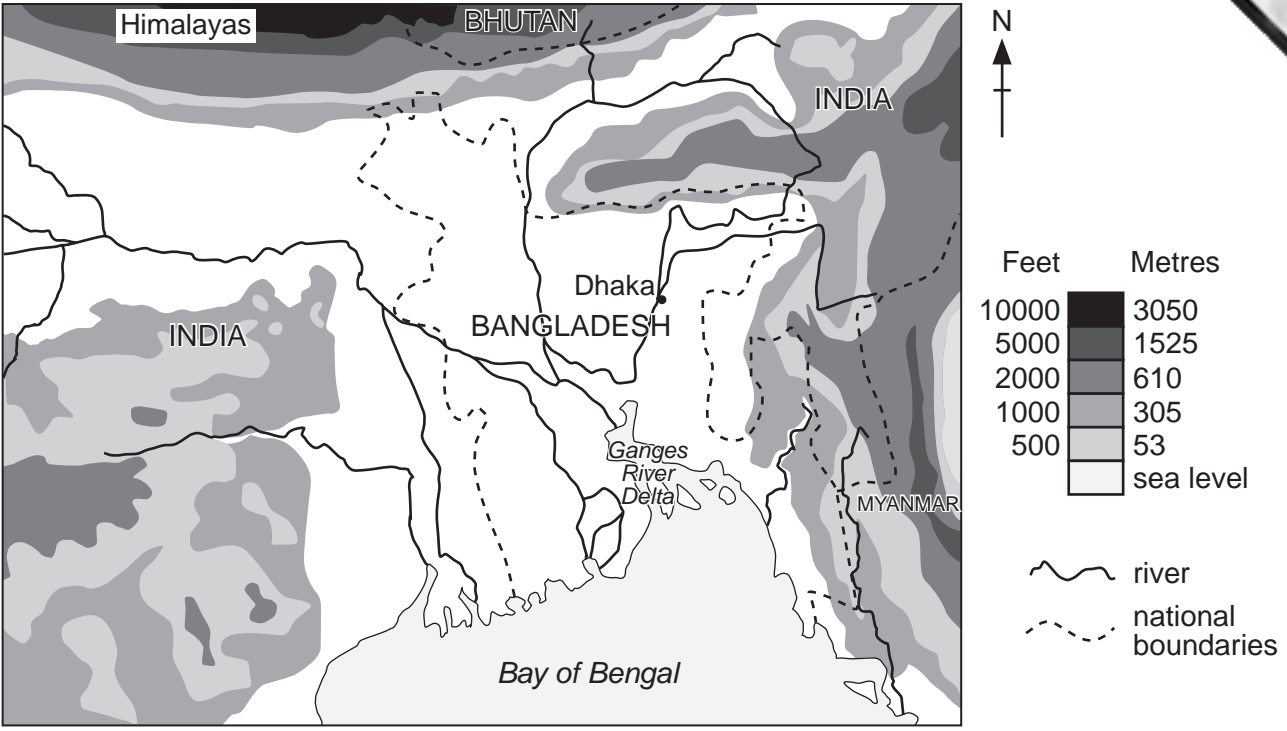 Himalayas
BHUTAN
N
INDIA
Feet Metres
10000 3050
5000 1525
2000 610
1000 305
500 53
sea level
Dhaka
BANGLADESH
INDIA
Ganges
River
Delta
MYANMAR
river
national
boundaries
Bay of Bengal